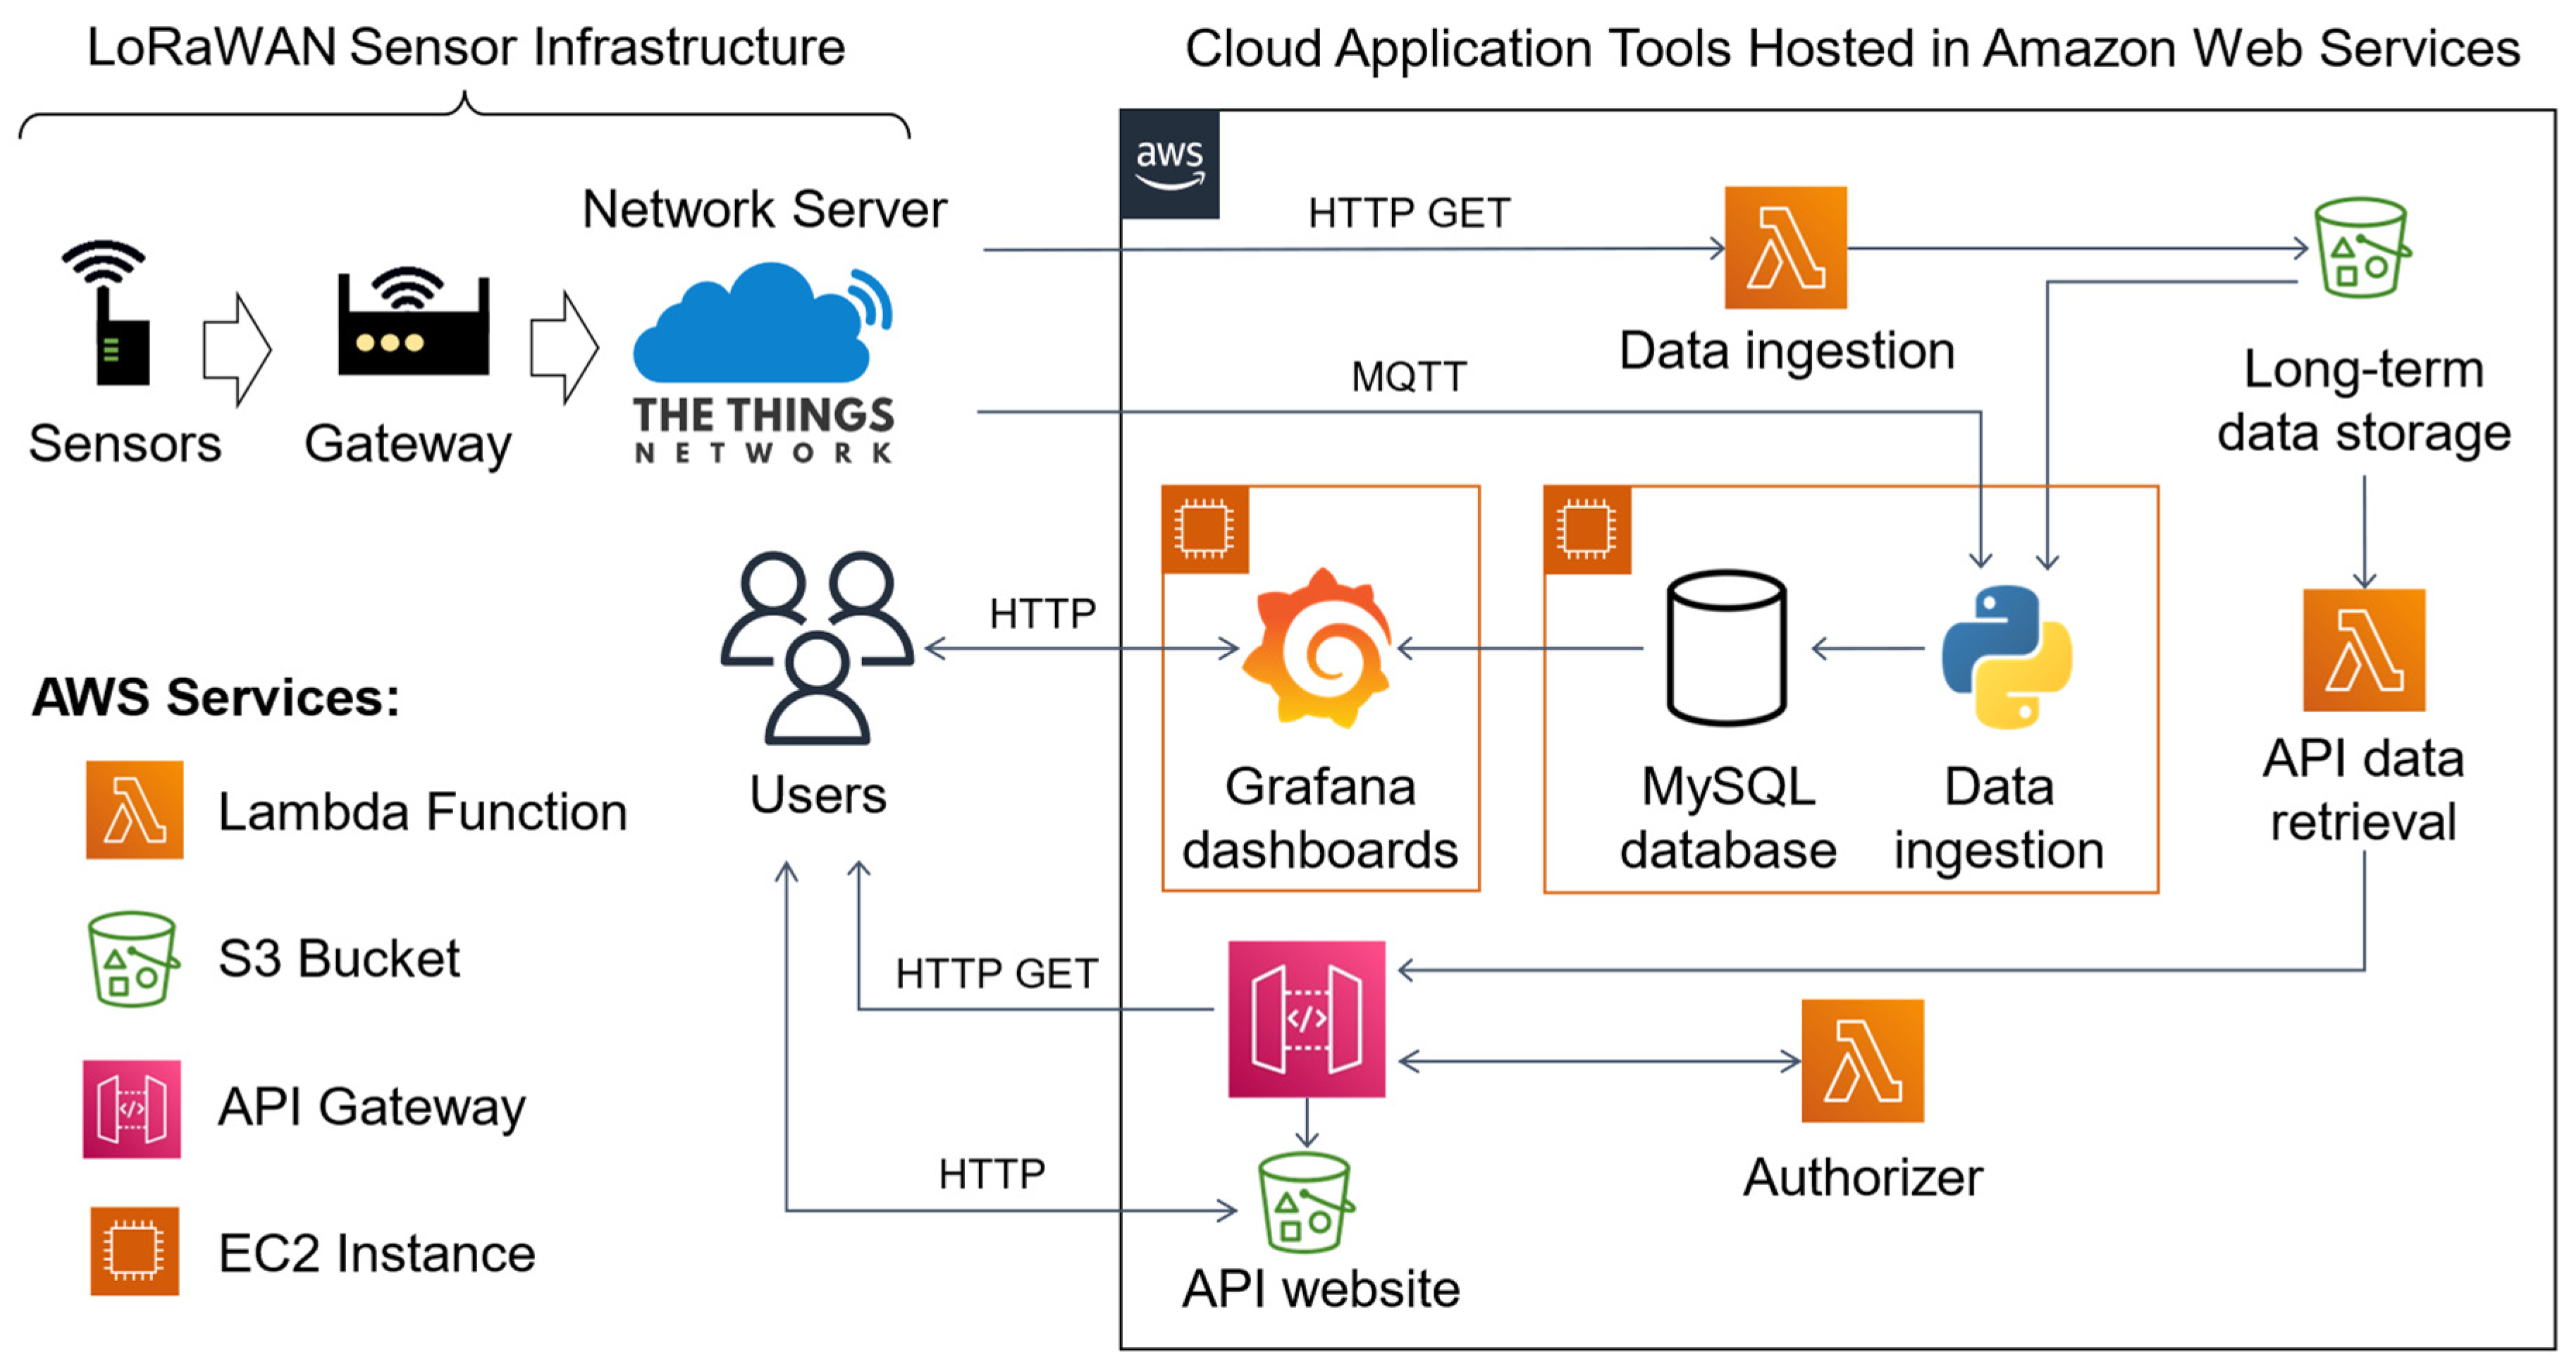 LoRaWAN Sensor Infrastructure
Cloud Application Tools Hosted in Amazon Web Services
aws
Network Server
HTTP GET
Data ingestion
Long-term
data storage
MQTT
THE THINGS
NETWORK
Sensors
Gateway
HTTP
Users
Grafana
dashboards
MySQL
database
Data
ingestion
API data
retrieval
AWS Services:
Lambda Function
S3 Bucket
API Gateway
EC2 Instance
HTTP GET
</>
</>
Authorizer
HTTP
API website